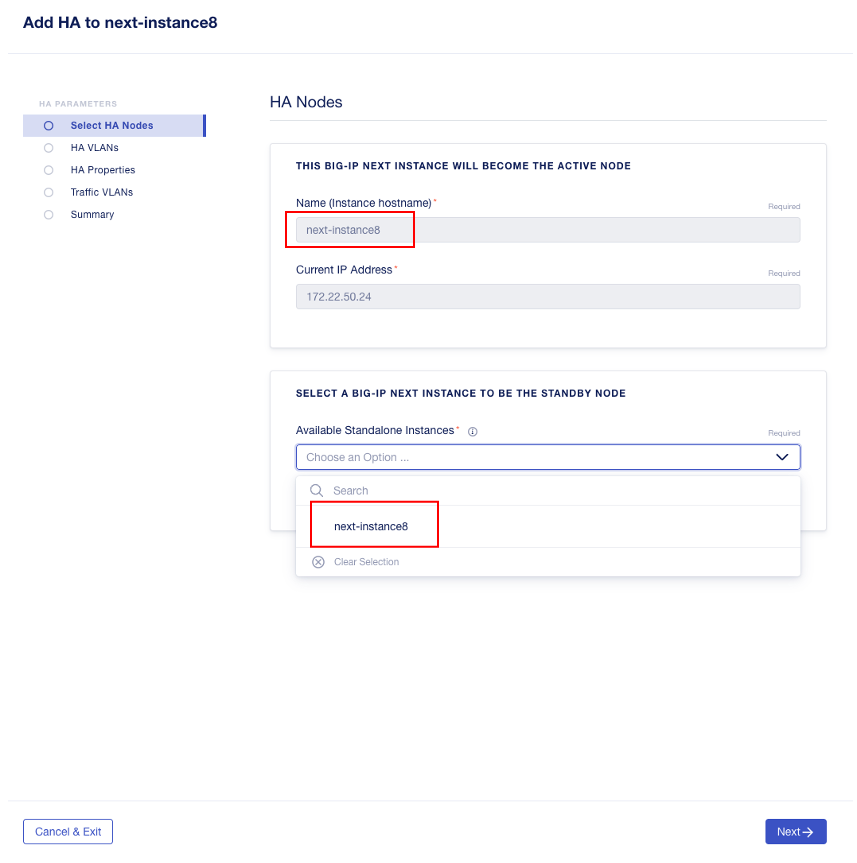 Add HA to next-instance8
HA PARAMETERS
Select HA Nodes
HA VLANs
HA Properties
Traffic VLANs
Summary
HA Nodes
THIS BIG-IP NEXT INSTANCE WILL BECOME THE ACTIVE NODE
Name (Instance hostname)* Required
next-instance8
Current IP Address* Required
172.22.50.24
SELECT A BIG-IP NEXT INSTANCE TO BE THE STANDBY NODE
Available Standalone Instances* Required
Choose an Option ...
Search
next-instance8
Clear Selection
Cancel & Exit
Next